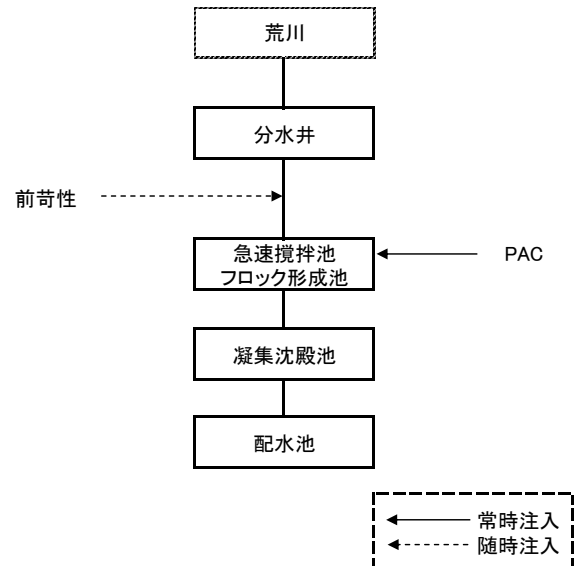 荒川
分水井
前苛性
急速撹拌池
フロック形成池
PAC
凝集沈殿池
配水池
常時注入
随時注入